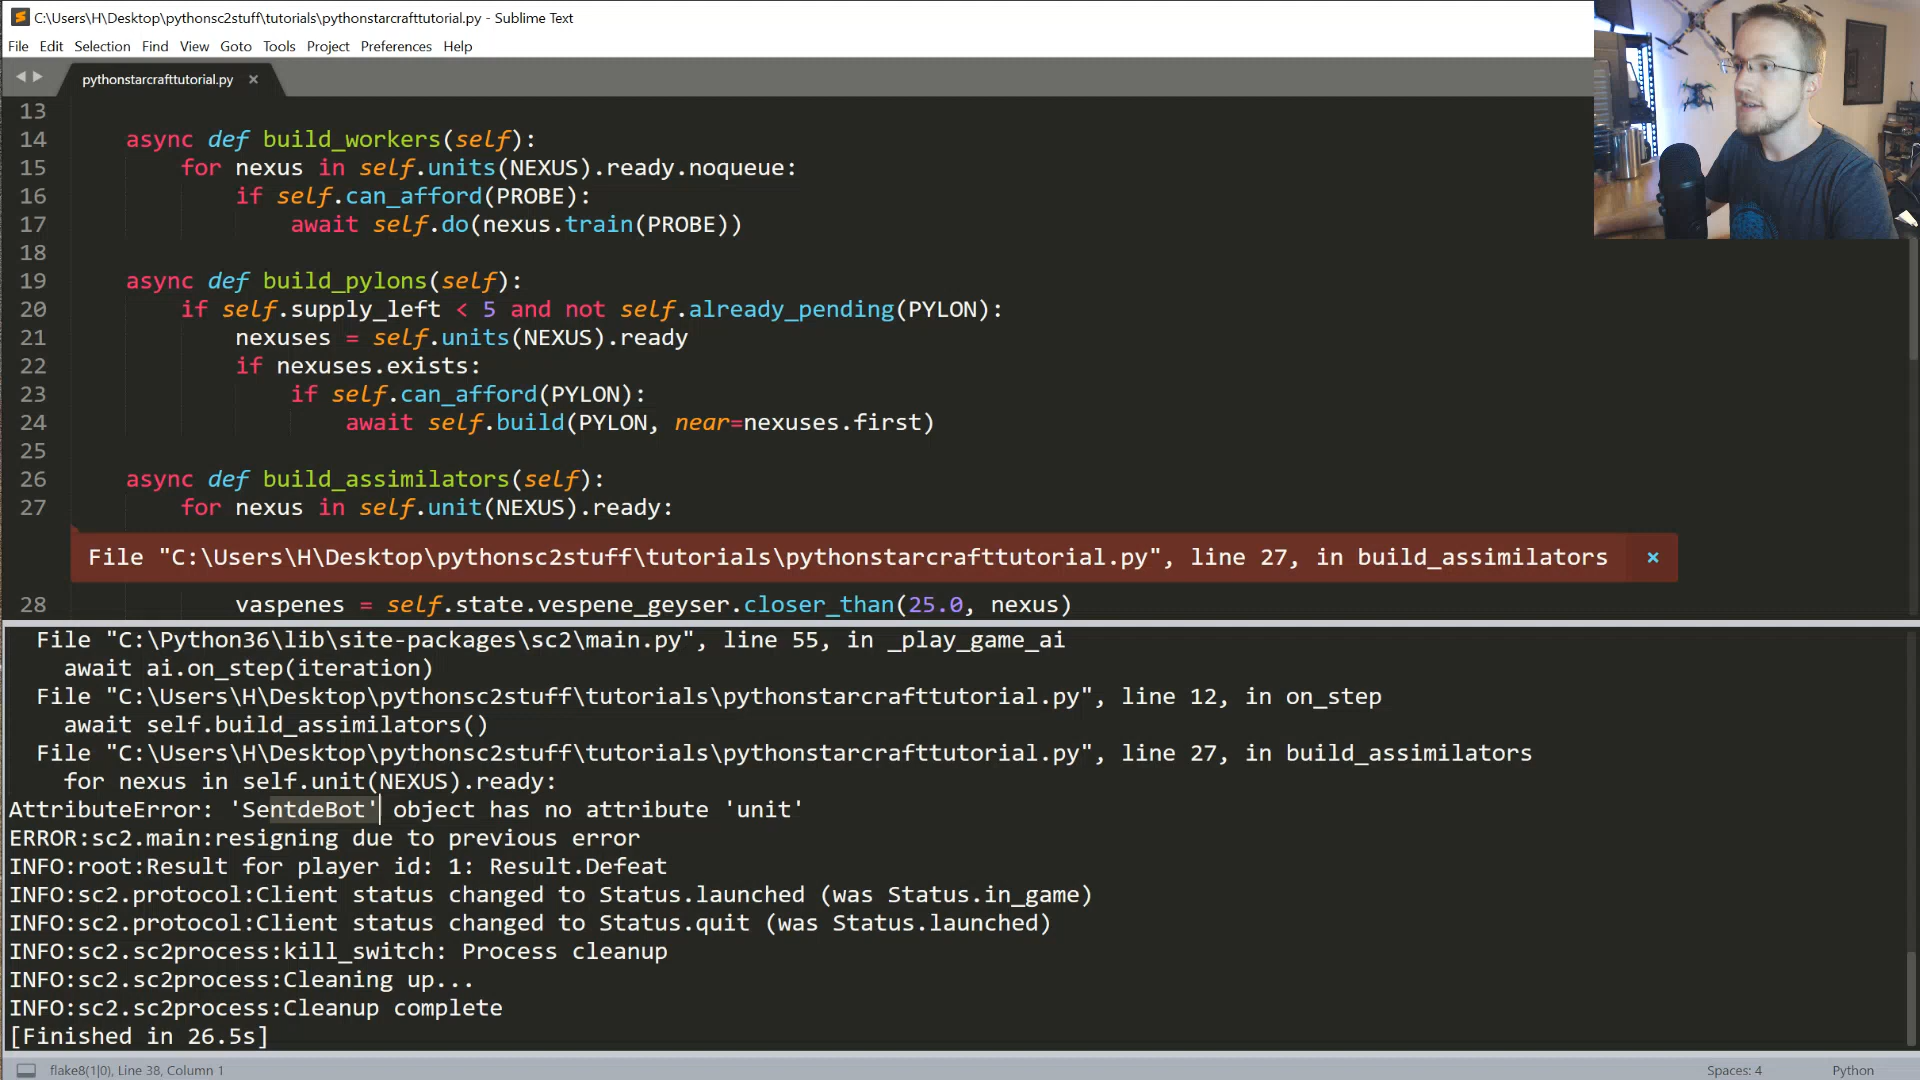 C:\Users\H\Desktop\pythonsc2stuff\tutorials\pythonstarcrafttutorial.py - Sublime Text
File Edit Selection Find View Goto Tools Project Preferences Help
pythonstarcrafttutorial.py ×
13
14 async def build_workers(self):
15 for nexus in self.units(NEXUS).ready.noqueue:
16 if self.can_afford(PROBE):
17 await self.do(nexus.train(PROBE))
18
19 async def build_pylons(self):
20 if self.supply_left < 5 and not self.already_pending(PYLON):
21 nexuses = self.units(NEXUS).ready
22 if nexuses.exists:
23 if self.can_afford(PYLON):
24 await self.build(PYLON, near=nexuses.first)
25
26 async def build_assimilators(self):
27 for nexus in self.unit(NEXUS).ready:
File "C:\Users\H\Desktop\pythonsc2stuff\tutorials\pythonstarcrafttutorial.py", line 27, in build_assimilators ×
28 vaspenes = self.state.vespene_geyser.closer_than(25.0, nexus)
File "C:\Python36\lib\site-packages\sc2\main.py", line 55, in _play_game_ai
await ai.on_step(iteration)
File "C:\Users\H\Desktop\pythonsc2stuff\tutorials\pythonstarcrafttutorial.py", line 12, in on_step
await self.build_assimilators()
File "C:\Users\H\Desktop\pythonsc2stuff\tutorials\pythonstarcrafttutorial.py", line 27, in build_assimilators
for nexus in self.unit(NEXUS).ready:
AttributeError: 'SentdeBot' object has no attribute 'unit'
ERROR:sc2.main:resigning due to previous error
INFO:root:Result for player id: 1: Result.Defeat
INFO:sc2.protocol:Client status changed to Status.launched (was Status.in_game)
INFO:sc2.protocol:Client status changed to Status.quit (was Status.launched)
INFO:sc2.sc2process:kill_switch: Process cleanup
INFO:sc2.sc2process:Cleaning up...
INFO:sc2.sc2process:Cleanup complete
[Finished in 26.5s]
flake8(1|0), Line 38, Column 1 Spaces: 4 Python